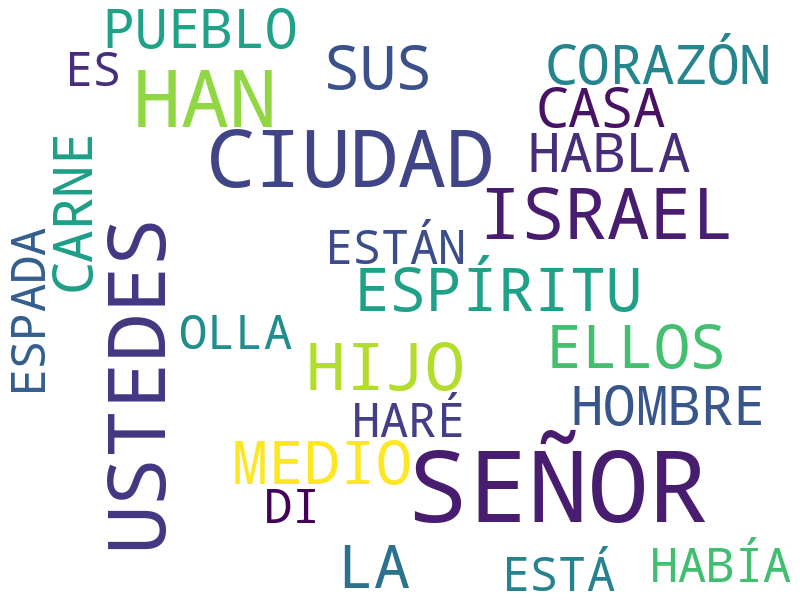 PUEBLO
ES
HAN
SUS
CORAZÓN
CASA
CIUDAD
HABLA
CARNE
ISRAEL
USTEDES
ESPADA
ESTÁN
ESPÍRITU
OLLA
HIJO
ELLOS
HARÉ
HOMBRE
MEDIO
SEÑOR
DI
LA
ESTÁ
HABÍA